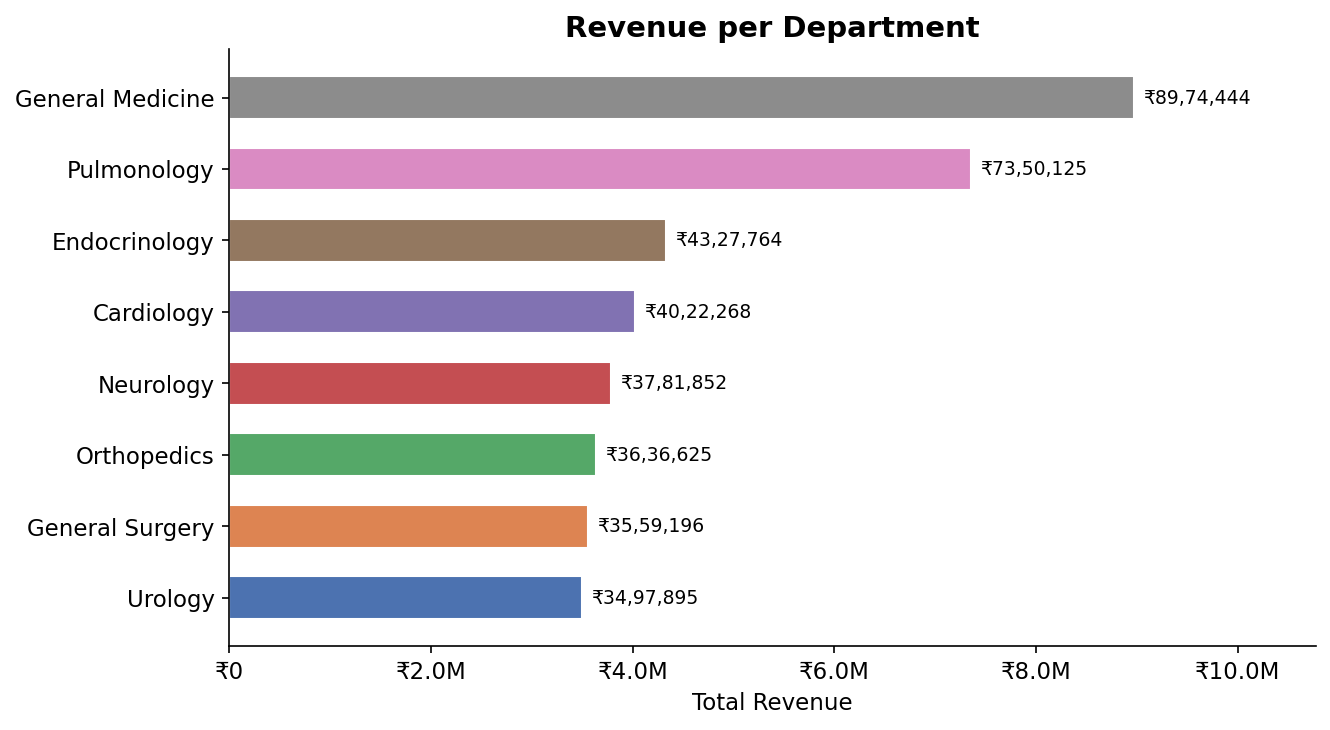 Revenue per Department
General Medicine ₹89,74,444
Pulmonology ₹73,50,125
Endocrinology ₹43,27,764
Cardiology ₹40,22,268
Neurology ₹37,81,852
Orthopedics ₹36,36,625
General Surgery ₹35,59,196
Urology ₹34,97,895
₹0 ₹2.0M ₹4.0M ₹6.0M ₹8.0M ₹10.0M
Total Revenue